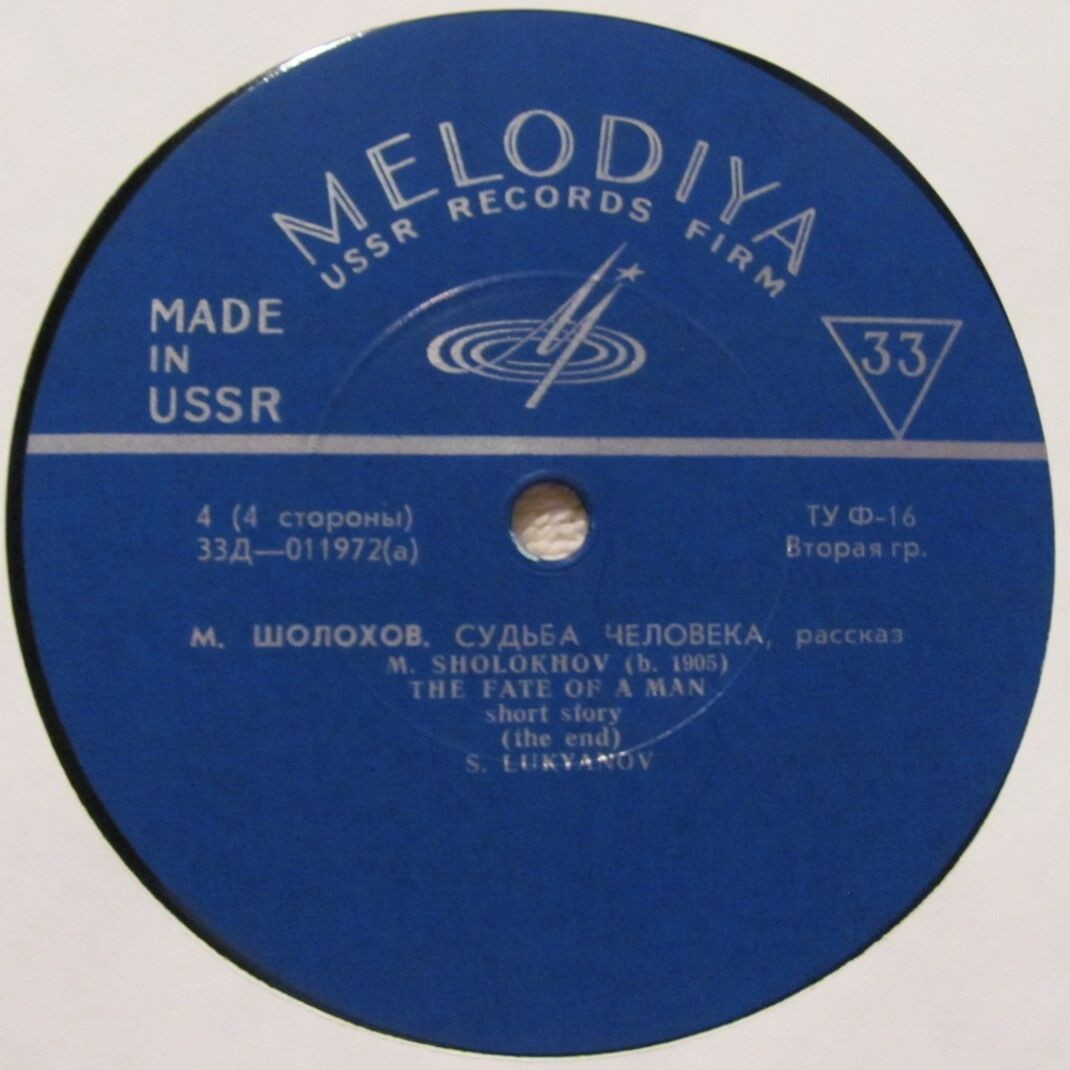 MELODIYA
USSR RECORDS FIRM
MADE
IN
USSR
33
4 (4 стороны)
33Д—011972(а)
ТУ Ф-16
Вторая гр.
М. ШОЛОХОВ. СУДЬБА ЧЕЛОВЕКА, рассказ
M. SHOLOKHOV (b. 1905)
THE FATE OF A MAN
short story
(the end)
S. LUKYANOV